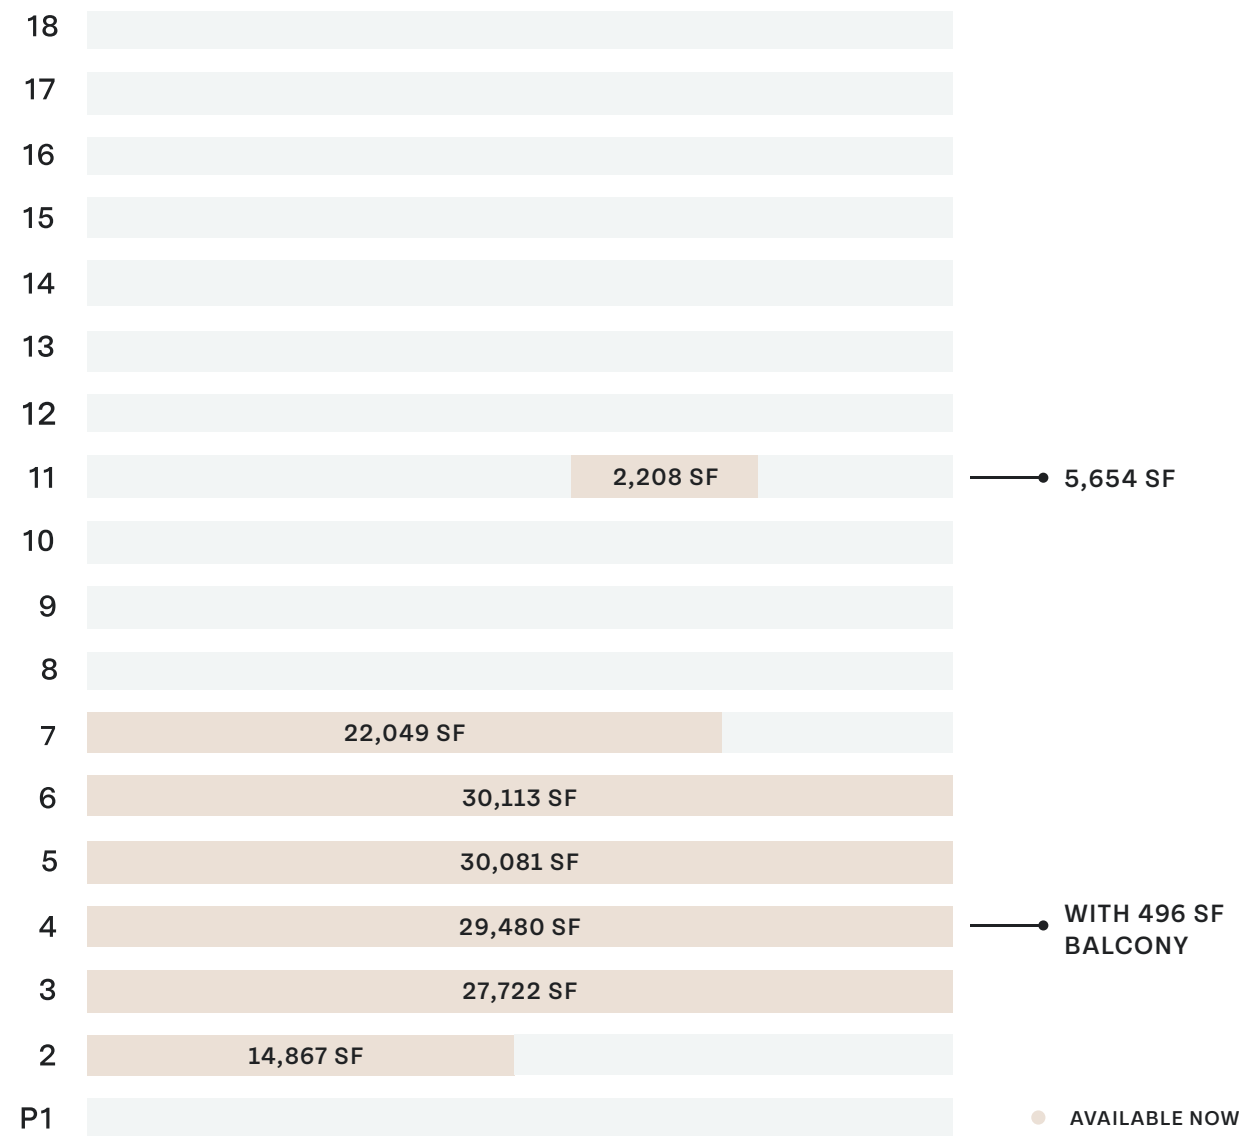 18
17
16
15
14
13
12
11 2,208 SF 5,654 SF
10
9
8
7 22,049 SF
6 30,113 SF
5 30,081 SF
4 29,480 SF WITH 496 SF
BALCONY
3 27,722 SF
2 14,867 SF
P1 AVAILABLE NOW